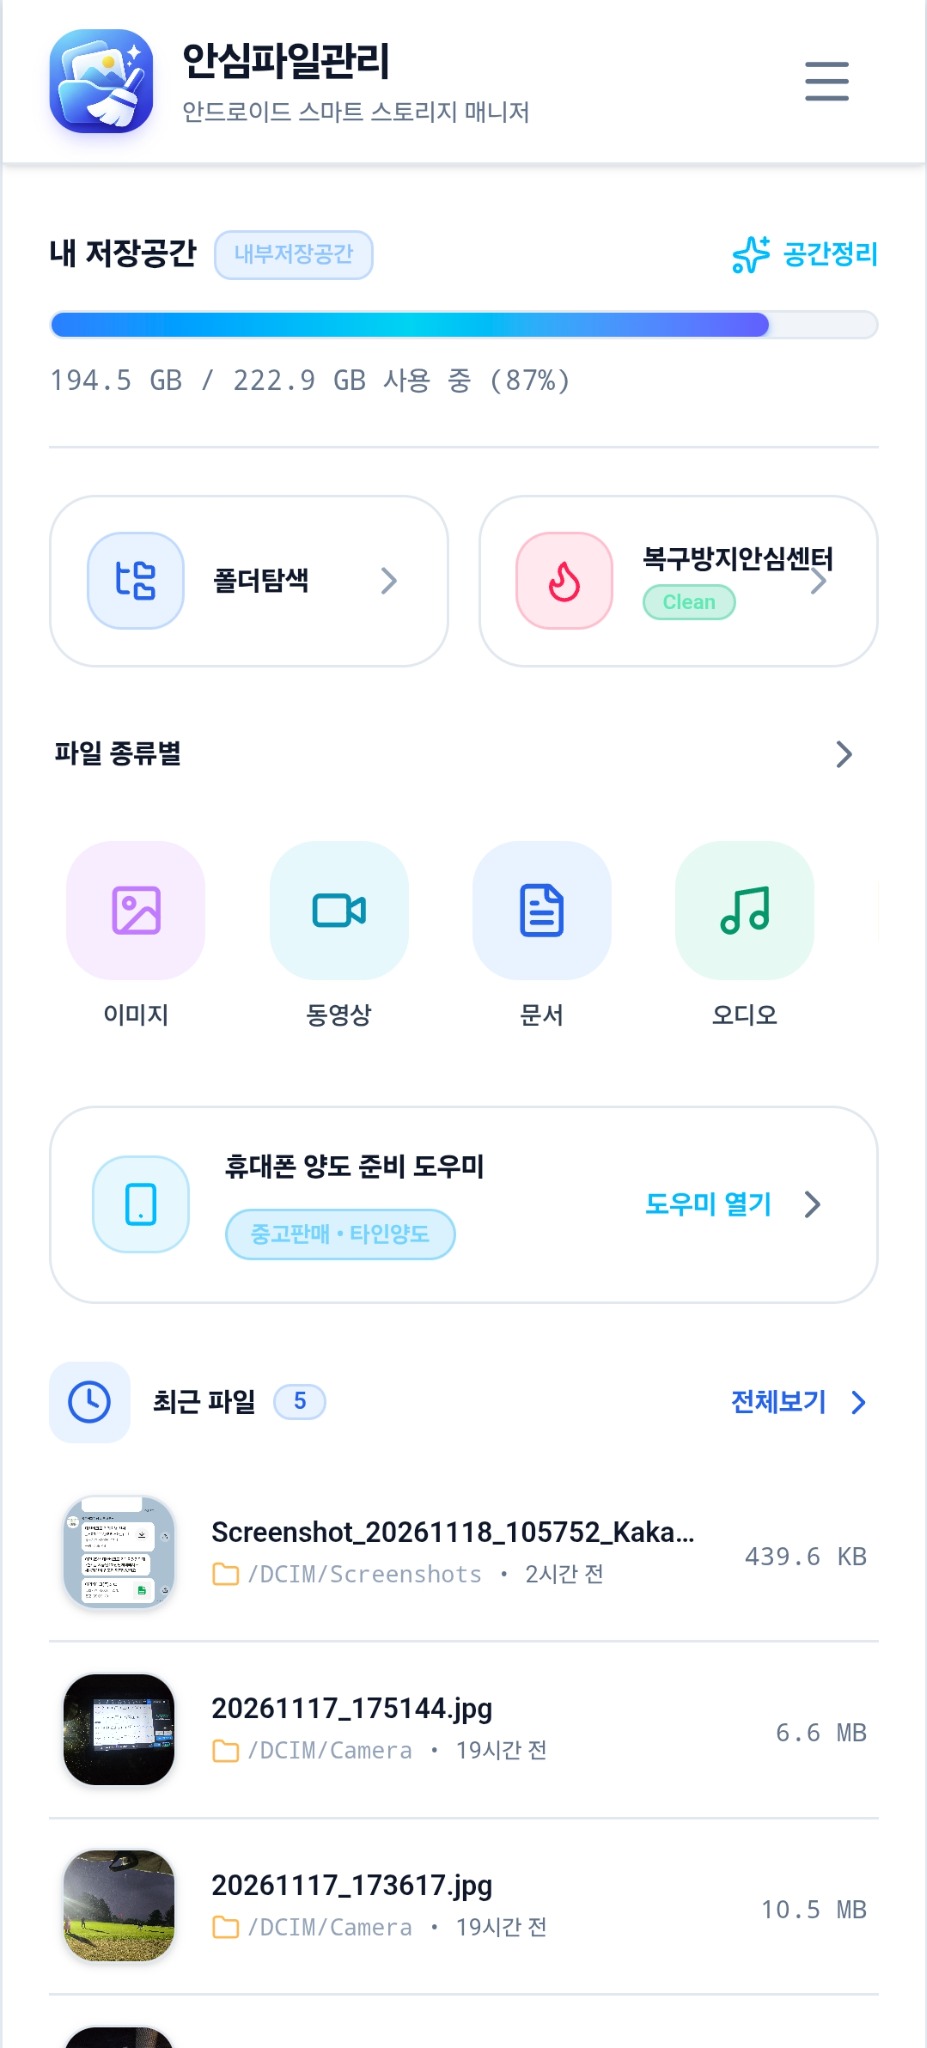 안심파일관리
안드로이드 스마트 스토리지 매니저
내 저장공간
내부저장공간
공간정리
194.5 GB / 222.9 GB 사용 중 (87%)
폴더탐색
복구방지안심센터
Clean
파일 종류별
이미지
동영상
문서
오디오
휴대폰 양도 준비 도우미
중고판매 • 타인양도
도우미 열기
최근 파일
5
전체보기
Screenshot_20261118_105752_Kaka...
439.6 KB
/DCIM/Screenshots • 2시간 전
20261117_175144.jpg
6.6 MB
/DCIM/Camera • 19시간 전
20261117_173617.jpg
10.5 MB
/DCIM/Camera • 19시간 전